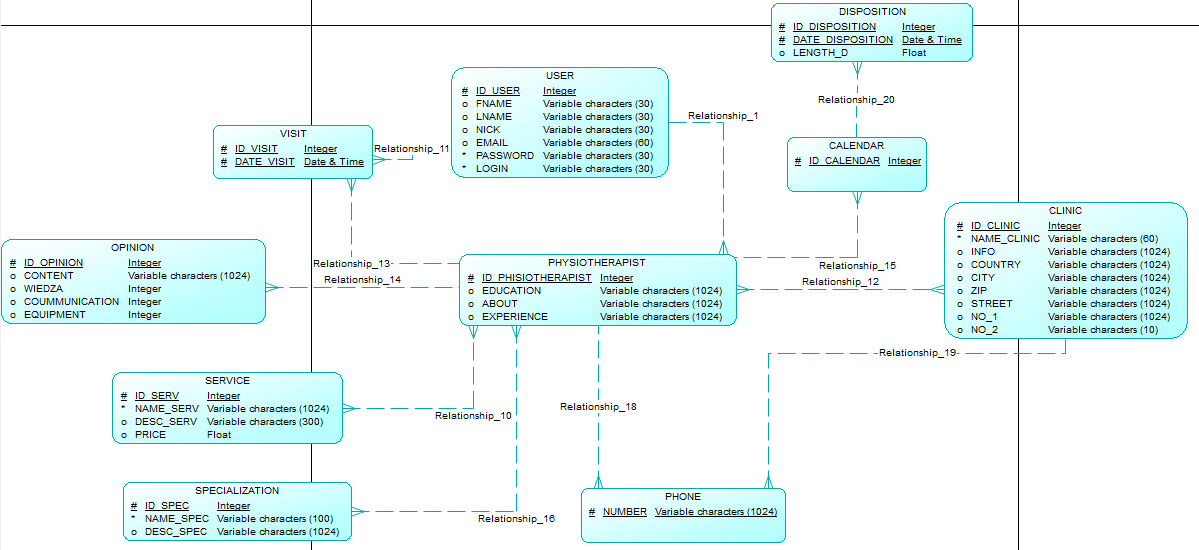 DISPOSITION
# ID_DISPOSITION Integer
# DATE_DISPOSITION Date & Time
o LENGTH_D Float
Relationship_20
USER
# ID_USER Integer
o FNAME Variable characters (30)
o LNAME Variable characters (30)
o NICK Variable characters (30)
o EMAIL Variable characters (60)
* PASSWORD Variable characters (30)
* LOGIN Variable characters (30)
Relationship_1
VISIT
# ID_VISIT Integer
# DATE_VISIT Date & Time
Relationship_11
CALENDAR
# ID_CALENDAR Integer
CLINIC
# ID_CLINIC Integer
* NAME_CLINIC Variable characters (60)
o INFO Variable characters (1024)
o COUNTRY Variable characters (1024)
o CITY Variable characters (1024)
o ZIP Variable characters (1024)
o STREET Variable characters (1024)
o NO_1 Variable characters (1024)
o NO_2 Variable characters (10)
OPINION
# ID_OPINION Integer
o CONTENT Variable characters (1024)
o WIEDZA Integer
o COUMMUNICATION Integer
o EQUIPMENT Integer
Relationship_13
Relationship_14
PHYSIOTHERAPIST
# ID_PHISIOTHERAPIST Integer
o EDUCATION Variable characters (1024)
o ABOUT Variable characters (1024)
o EXPERIENCE Variable characters (1024)
Relationship_15
Relationship_12
Relationship_19
SERVICE
# ID_SERV Integer
* NAME_SERV Variable characters (1024)
o DESC_SERV Variable characters (300)
o PRICE Float
Relationship_10
Relationship_18
SPECIALIZATION
# ID_SPEC Integer
* NAME_SPEC Variable characters (100)
o DESC_SPEC Variable characters (1024)
Relationship_16
PHONE
# NUMBER Variable characters (1024)